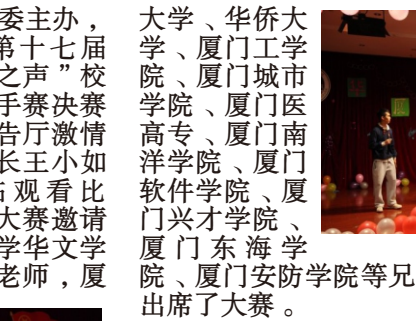 委主办，
第十七届
之声”校
手赛决赛
告厅激情
长王小如
占观看比
大赛邀请
学华文学
老师，厦
大学、华侨大
学、厦门工学
院、厦门城市
学院、厦门医
高专、厦门南
洋学院、厦门
软件学院、厦
门兴才学院、
厦门东海学
院、厦门安防学院等兄
出席了大赛。